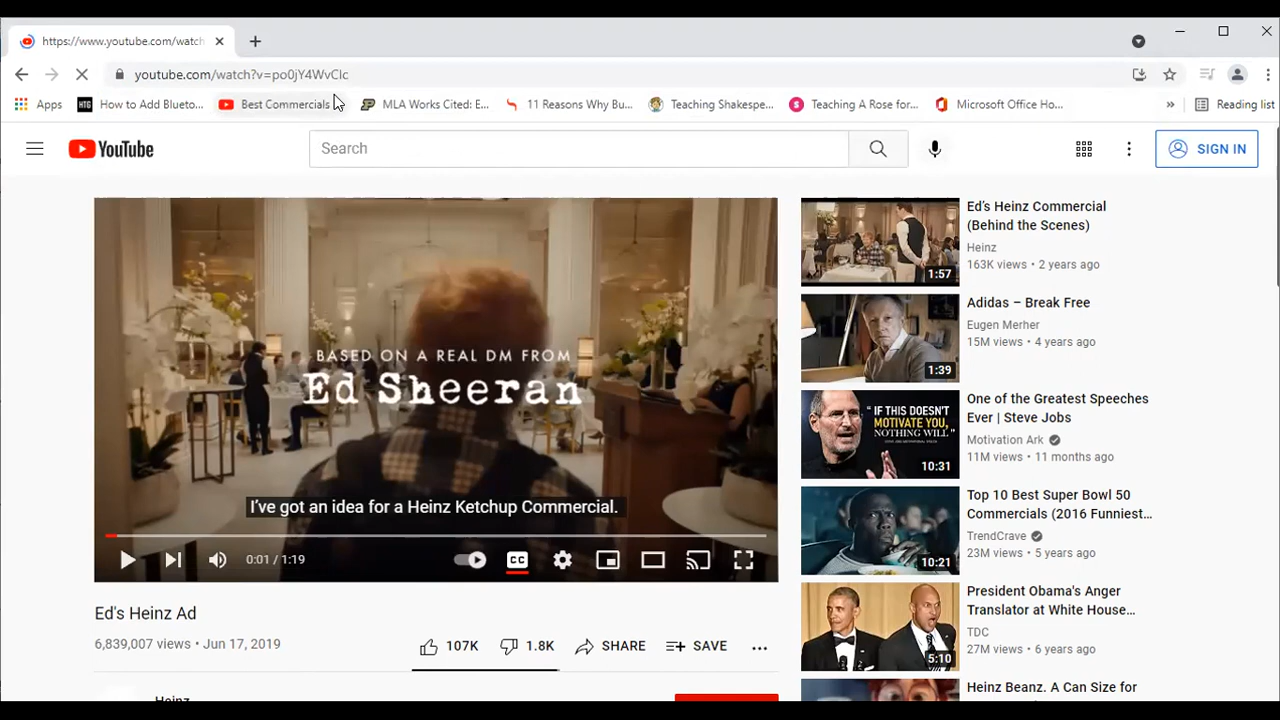 https://www.youtube.com/watch
youtube.com/watch?v=po0jY4WvCIc
Apps
How to Add Blueto...
Best Commercials
MLA Works Cited: E...
11 Reasons Why Bu...
Teaching Shakespe...
Teaching A Rose for...
Microsoft Office Ho...
»
Reading list
YouTube
Search
SIGN IN
BASED ON A REAL DM FROM
Ed Sheeran
I've got an idea for a Heinz Ketchup Commercial.
0:01 / 1:19
CC
Ed's Heinz Ad
6,839,007 views • Jun 17, 2019
107K
1.8K
SHARE
SAVE
Heinz
Ed's Heinz Commercial
(Behind the Scenes)
Heinz
163K views • 2 years ago
1:57
Adidas – Break Free
Eugen Merher
15M views • 4 years ago
1:39
One of the Greatest Speeches
Ever | Steve Jobs
Motivation Ark
11M views • 11 months ago
"IF THIS DOESN'T
MOTIVATE YOU,
NOTHING WILL"
10:31
Top 10 Best Super Bowl 50
Commercials (2016 Funniest...
TrendCrave
23M views • 5 years ago
10:21
President Obama's Anger
Translator at White House...
TDC
27M views • 6 years ago
5:10
Heinz Beanz. A Can Size for